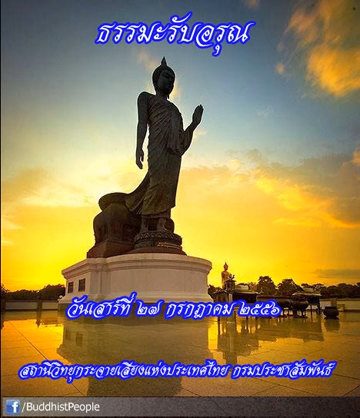 ธรรมะรับอรุณ
วันเสาร์ที่ ๒๗ กรกฎาคม ๒๕๕๖
สถานีวิทยุกระจายเสียงแห่งประเทศไทย กรมประชาสัมพันธ์
f /BuddhistPeople